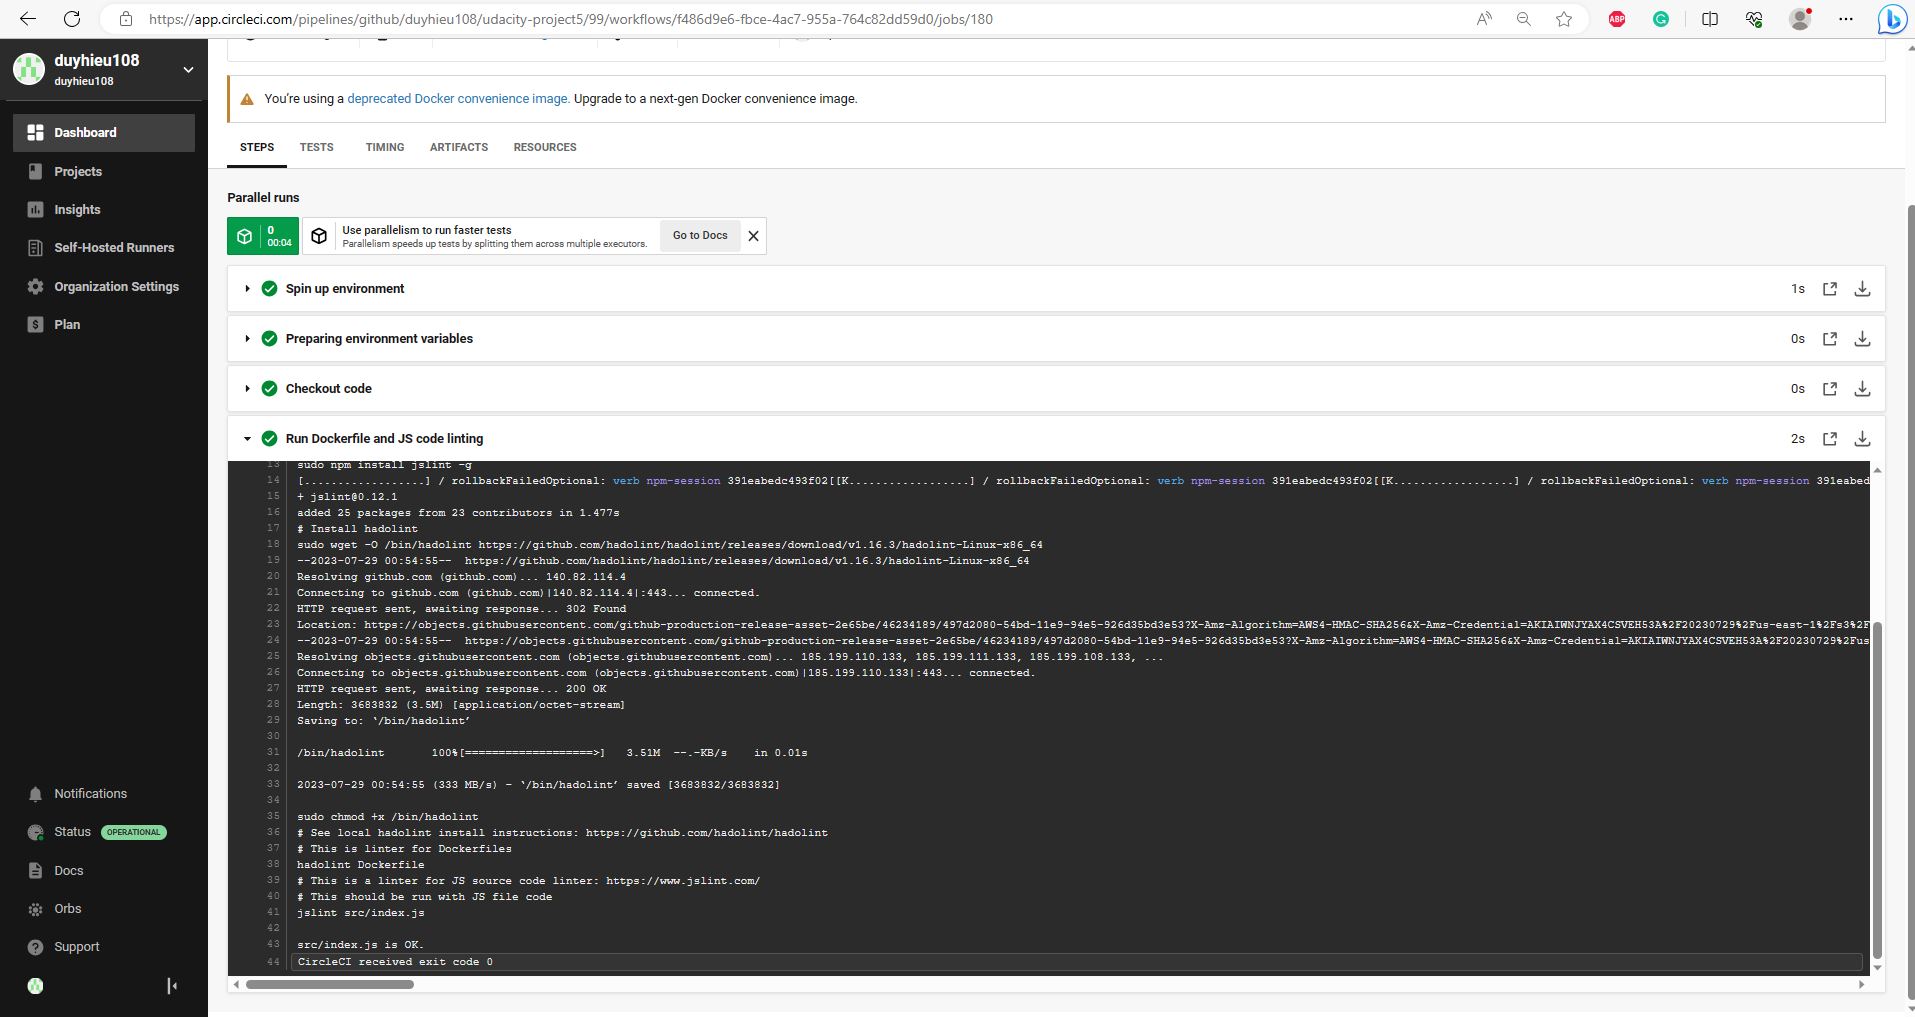 https://app.circleci.com/pipelines/github/duyhieu108/udacity-project5/99/workflows/f486d9e6-fbce-4ac7-955a-764c82dd59d0/jobs/180
ABP
duyhieu108
duyhieu108
Dashboard
Projects
Insights
Self-Hosted Runners
Organization Settings
Plan
Notifications
Status OPERATIONAL
Docs
Orbs
Support
You're using a deprecated Docker convenience image. Upgrade to a next-gen Docker convenience image.
STEPS TESTS TIMING ARTIFACTS RESOURCES
Parallel runs
0
00:04
Use parallelism to run faster tests
Parallelism speeds up tests by splitting them across multiple executors.
Go to Docs
Spin up environment 1s
Preparing environment variables 0s
Checkout code 0s
Run Dockerfile and JS code linting 2s
13 sudo npm install jslint -g
14 [..................] / rollbackFailedOptional: verb npm-session 391eabedc493f02[[K..................] / rollbackFailedOptional: verb npm-session 391eabedc493f02[[K..................] / rollbackFailedOptional: verb npm-session 391eabed
15 + jslint@0.12.1
16 added 25 packages from 23 contributors in 1.477s
17 # Install hadolint
18 sudo wget -O /bin/hadolint https://github.com/hadolint/hadolint/releases/download/v1.16.3/hadolint-Linux-x86_64
19 --2023-07-29 00:54:55-- https://github.com/hadolint/hadolint/releases/download/v1.16.3/hadolint-Linux-x86_64
20 Resolving github.com (github.com)... 140.82.114.4
21 Connecting to github.com (github.com)|140.82.114.4|:443... connected.
22 HTTP request sent, awaiting response... 302 Found
23 Location: https://objects.githubusercontent.com/github-production-release-asset-2e65be/46234189/497d2080-54bd-11e9-94e5-926d35bd3e53?X-Amz-Algorithm=AWS4-HMAC-SHA256&X-Amz-Credential=AKIAIWNJYAX4CSVEH53A%2F20230729%2Fus-east-1%2Fs3%2F
24 --2023-07-29 00:54:55-- https://objects.githubusercontent.com/github-production-release-asset-2e65be/46234189/497d2080-54bd-11e9-94e5-926d35bd3e53?X-Amz-Algorithm=AWS4-HMAC-SHA256&X-Amz-Credential=AKIAIWNJYAX4CSVEH53A%2F20230729%2Fus
25 Resolving objects.githubusercontent.com (objects.githubusercontent.com)... 185.199.110.133, 185.199.111.133, 185.199.108.133, ...
26 Connecting to objects.githubusercontent.com (objects.githubusercontent.com)|185.199.110.133|:443... connected.
27 HTTP request sent, awaiting response... 200 OK
28 Length: 3683832 (3.5M) [application/octet-stream]
29 Saving to: ‘/bin/hadolint’
30
31 /bin/hadolint 100%[===================>] 3.51M --.-KB/s in 0.01s
32
33 2023-07-29 00:54:55 (333 MB/s) - ‘/bin/hadolint’ saved [3683832/3683832]
34
35 sudo chmod +x /bin/hadolint
36 # See local hadolint install instructions: https://github.com/hadolint/hadolint
37 # This is linter for Dockerfiles
38 hadolint Dockerfile
39 # This is a linter for JS source code linter: https://www.jslint.com/
40 # This should be run with JS file code
41 jslint src/index.js
42
43 src/index.js is OK.
44 CircleCI received exit code 0